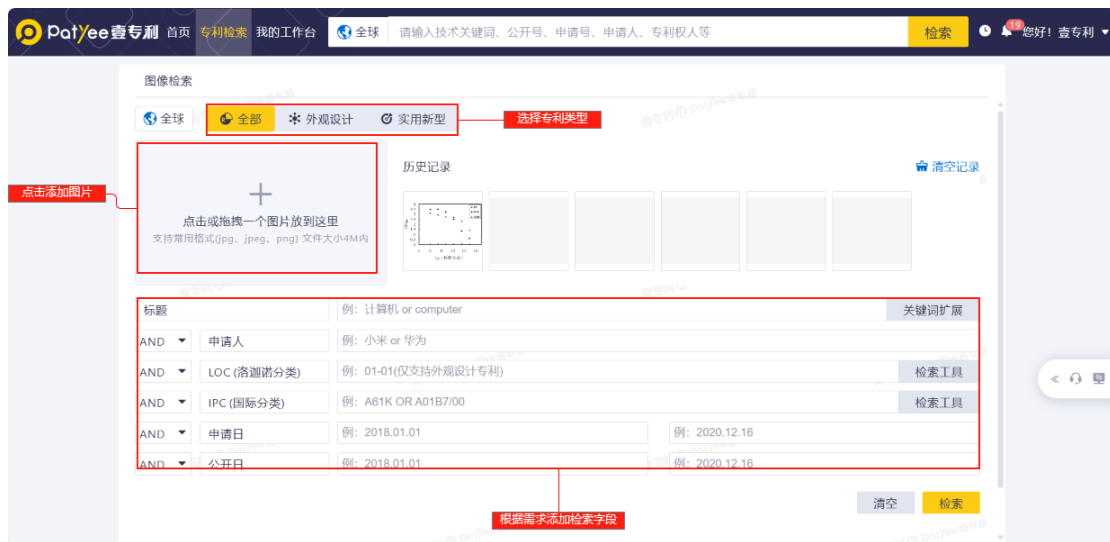 Patyee壹专利 首页 专利检索 我的工作台 全球 请输入技术关键词、公开号、申请号、申请人、专利权人等 检索 19 您好！壹专利
图像检索
全球 全部 外观设计 实用新型 选择专利类型
历史记录 清空记录
点击添加图片
点击或拖拽一个图片放到这里
支持常用格式(jpg、jpeg、png) 文件大小4M内
标题 例：计算机 or computer 关键词扩展
AND 申请人 例：小米 or 华为
AND LOC (洛迦诺分类) 例：01-01(仅支持外观设计专利) 检索工具
AND IPC (国际分类) 例：A61K OR A01B7/00 检索工具
AND 申请日 例：2018.01.01 例：2020.12.16
AND 公开日 例：2018.01.01 例：2020.12.16
清空 检索
根据需求添加检索字段